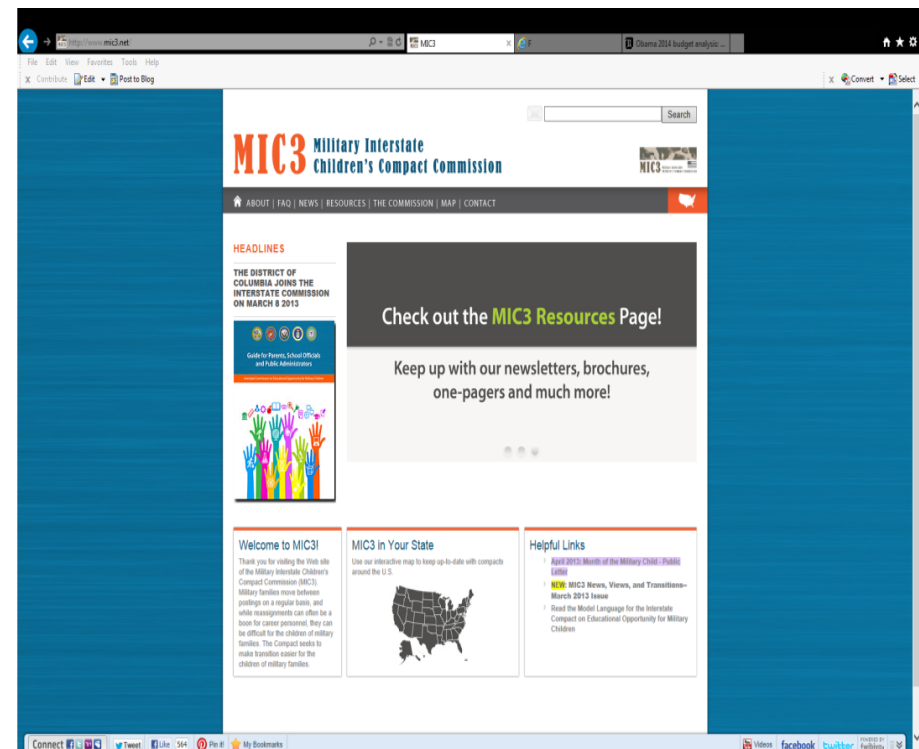 http://www.mic3.net
MIC3
F
Obama 2014 budget analysic ...
File Edit View Favorites Tools Help
x Contribute Edit Post to Blog
x Convert Select
Search
MIC3 Military Interstate
Children's Compact Commission
MIC3
ABOUT | FAQ | NEWS | RESOURCES | THE COMMISSION | MAP | CONTACT
HEADLINES
THE DISTRICT OF
COLUMBIA JOINS THE
INTERSTATE COMMISSION
ON MARCH 8 2013
Guide for Parents, School Officials
and Public Administrators
Check out the MIC3 Resources Page!
Keep up with our newsletters, brochures,
one-pagers and much more!
Welcome to MIC3!
Thank you for visiting the Web site
of the Military Interstate Children's
Compact Commission (MIC3)
Military families move between
postings on a regular basis, and
while reassignments can often be a
boon for career personnel, they can
be difficult for the children of military
families. The Compact seeks to
make transition easier for the
children of military families.
MIC3 in Your State
Use our interactive map to keep up-to-date with compacts
around the U.S.
Helpful Links
April 2013: Month of the Military Child - Public
Letter
NEW: MIC3 News, Views, and Transitions–
March 2013 Issue
Read the Model Language for the Interstate
Compact on Educational Opportunity for Military
Children
Connect Tweet Like 564 Pin it! My Bookmarks
Videos facebook twitter POWERED BY